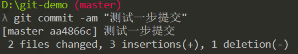 D:\git-demo (master)
λ git commit -am "测试一步提交"
[master aa4866c] 测试一步提交
 2 files changed, 3 insertions(+), 1 deletion(-)